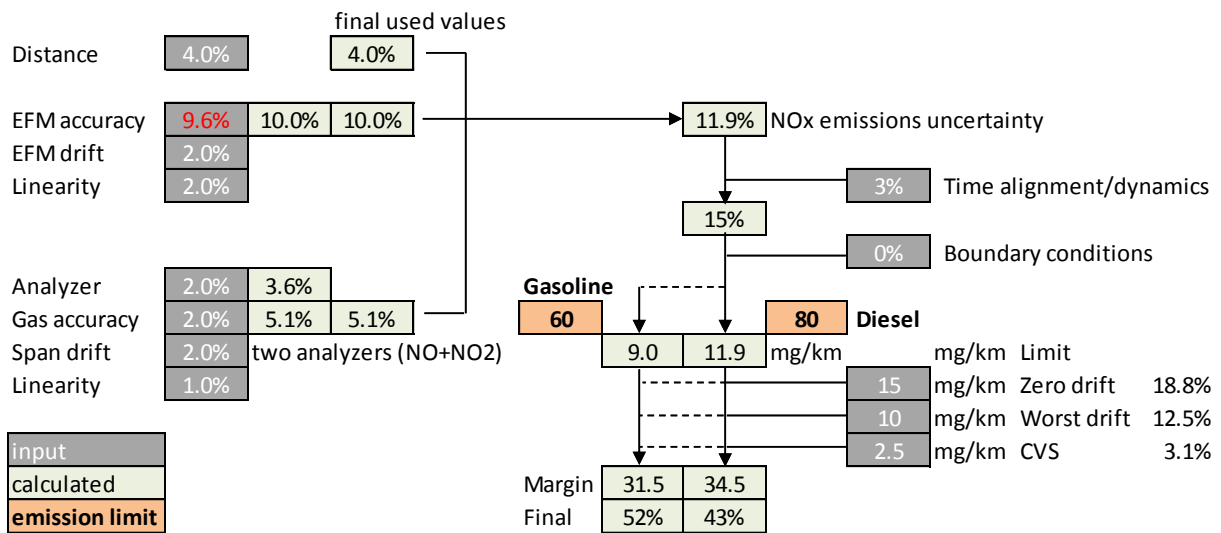 final used values
Distance 4.0% 4.0%
EFM accuracy 9.6% 10.0% 10.0% 11.9% NOx emissions uncertainty
EFM drift 2.0%
Linearity 2.0% 3% Time alignment/dynamics
15%
0% Boundary conditions
Analyzer 2.0% 3.6% Gasoline
Gas accuracy 2.0% 5.1% 5.1% 60 80 Diesel
Span drift 2.0% two analyzers (NO+NO2) 9.0 11.9 mg/km mg/km Limit
Linearity 1.0% 15 mg/km Zero drift 18.8%
10 mg/km Worst drift 12.5%
input 2.5 mg/km CVS 3.1%
calculated Margin 31.5 34.5
emission limit Final 52% 43%